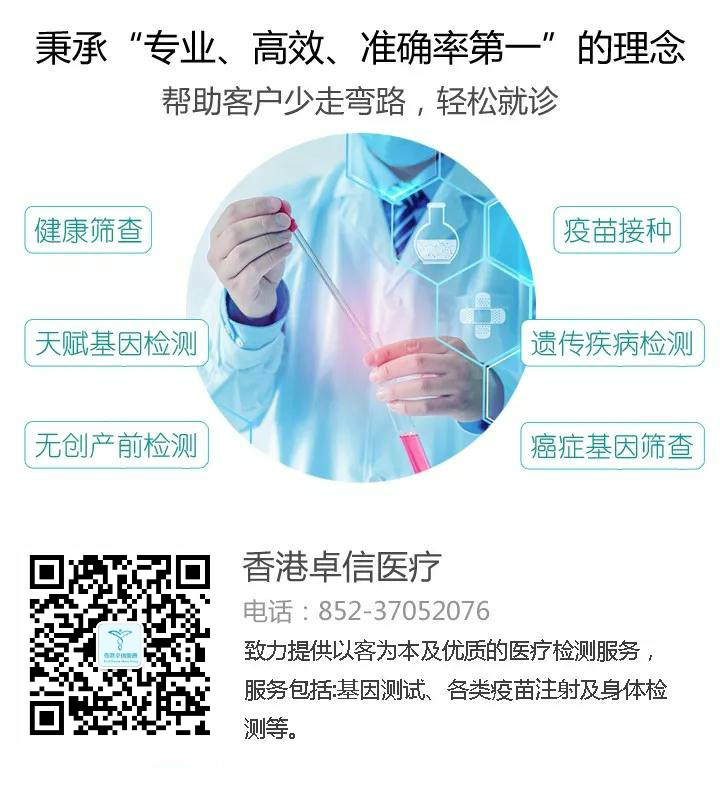 秉承“专业、高效、准确率第一”的理念
帮助客户少走弯路，轻松就诊
健康筛查
疫苗接种
天赋基因检测
遗传疾病检测
无创产前检测
癌症基因筛查
香港卓信医疗
电话：852-37052076
致力提供以客为本及优质的医疗检测服务，
服务包括:基因测试、各类疫苗注射及身体检
测等。